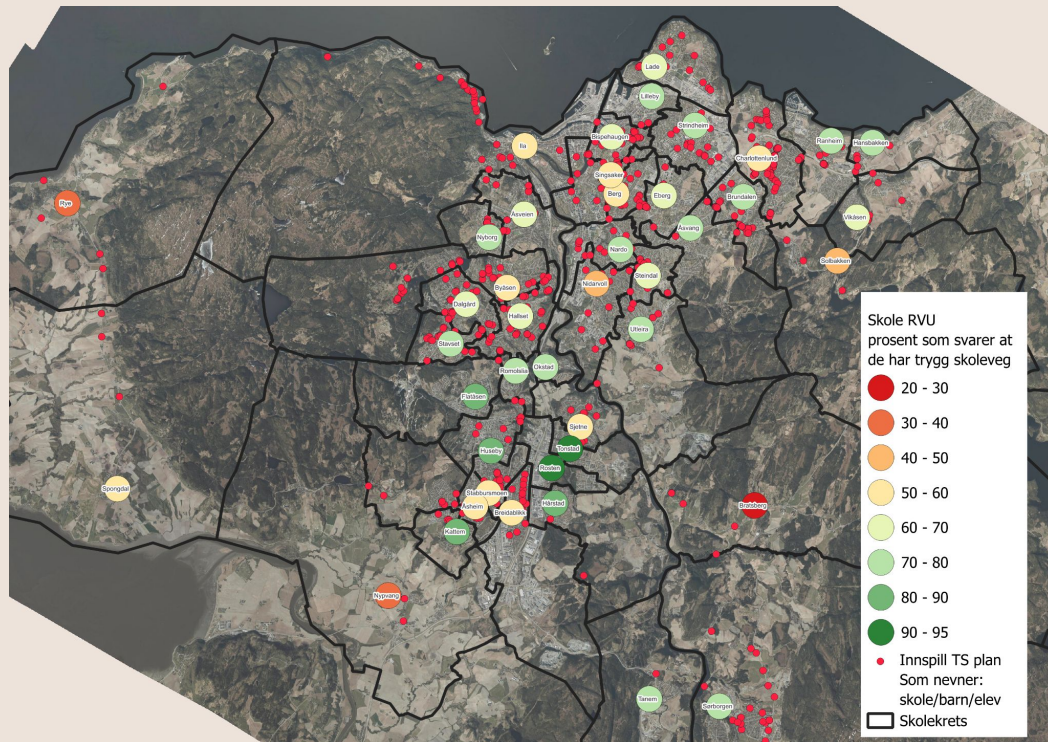 Lade
Lilleby
Strindheim
Bispehaugen
Ranheim
Hansbakken
Ila
Charlottenlund
Singsaker
Berg
Eberg
Brundalen
Rye
Åsveien
Vikåsen
Åsvang
Nyborg
Nardo
Solbakken
Steindal
Nidarvoll
Byåsen
Dalgård
Hallset
Utleira
Stavset
Romolslia
Okstad
Flatåsen
Sjetne
Tonstad
Huseby
Rosten
Spongdal
Stabbursmoen
Åsheim
Breidablikk
Hårstad
Bratsberg
Kattem
Nypvang
Tanem
Sørborgen
Skole RVU
prosent som svarer at
de har trygg skoleveg
20 - 30
30 - 40
40 - 50
50 - 60
60 - 70
70 - 80
80 - 90
90 - 95
Innspill TS plan
Som nevner:
skole/barn/elev
Skolekrets